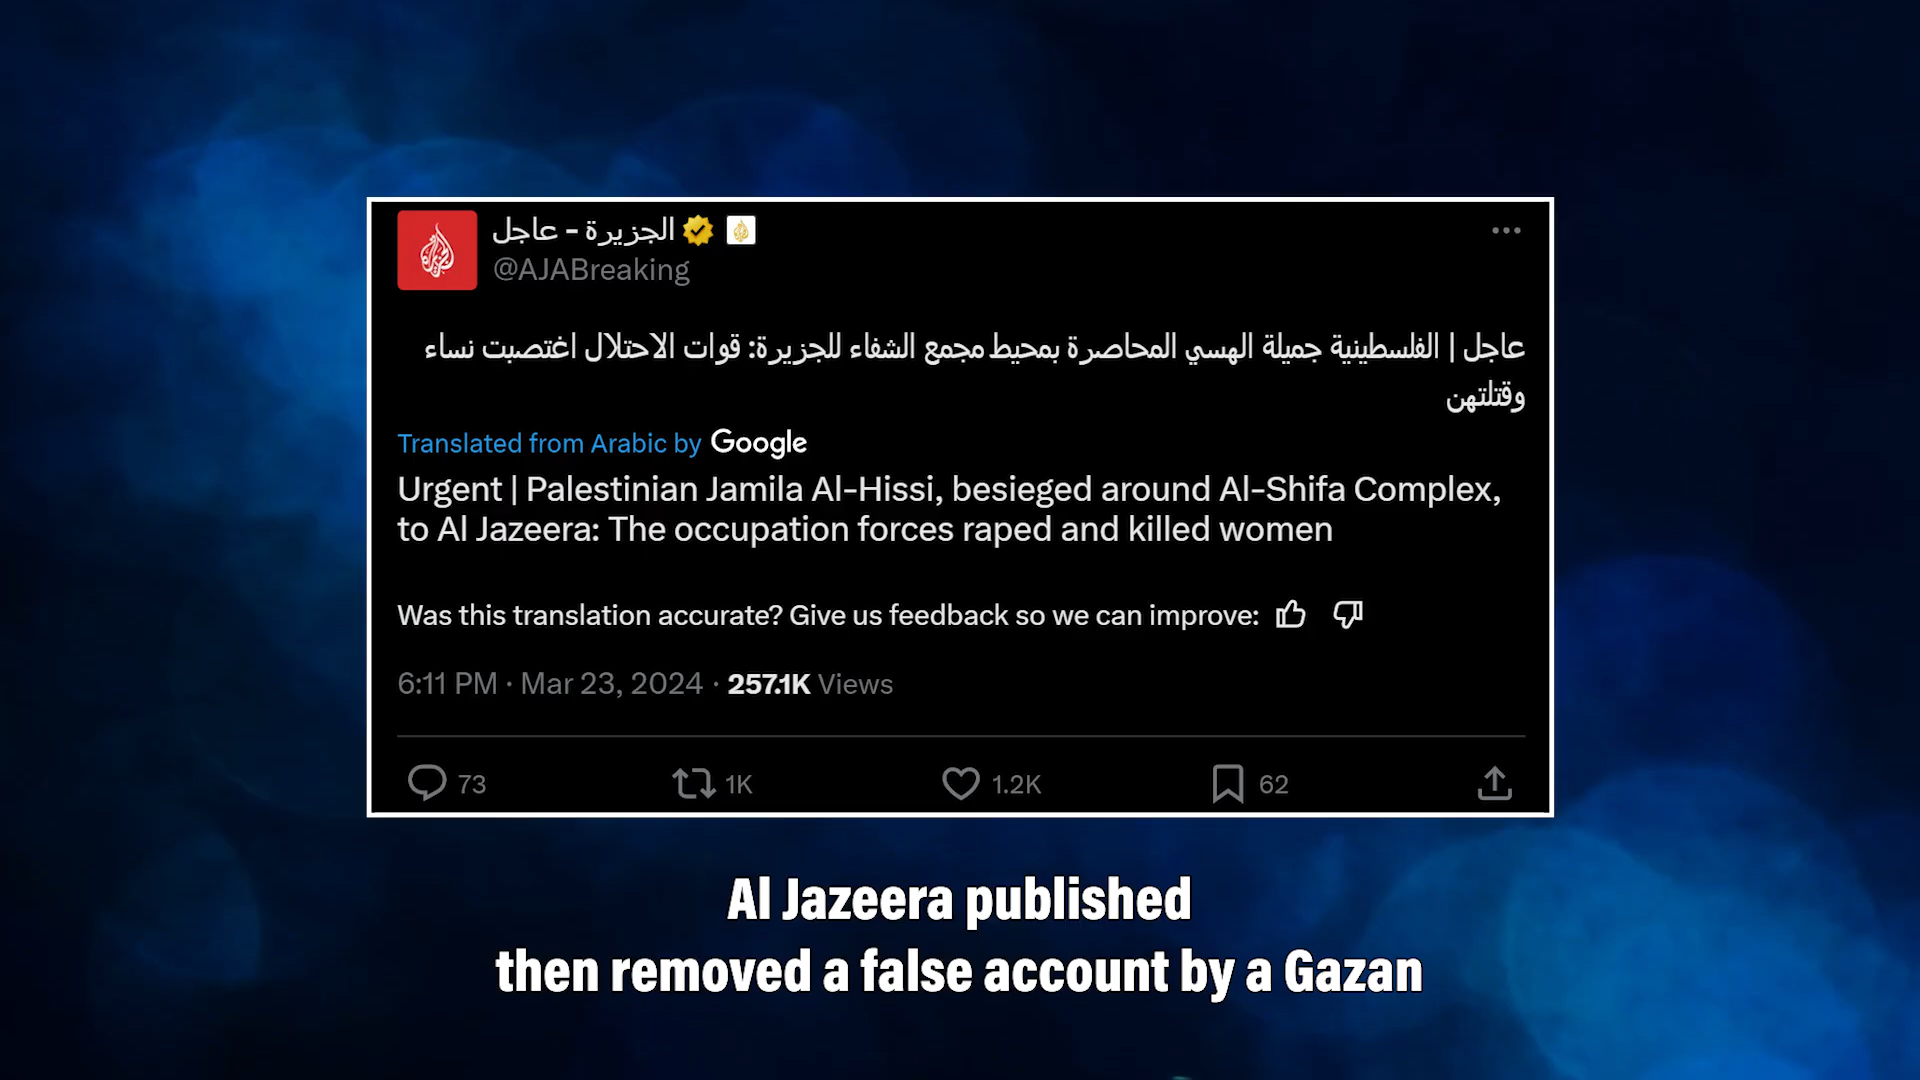 الجزيرة - عاجل
@AJABreaking
عاجل | الفلسطينية جميلة الهسي المحاصرة بمحيط مجمع الشفاء للجزيرة: قوات الاحتلال اغتصبت نساء
وقتلتهن
Translated from Arabic by Google
Urgent | Palestinian Jamila Al-Hissi, besieged around Al-Shifa Complex,
to Al Jazeera: The occupation forces raped and killed women
Was this translation accurate? Give us feedback so we can improve:
6:11 PM · Mar 23, 2024 · 257.1K Views
73 1K 1.2K 62
Al Jazeera published
then removed a false account by a Gazan